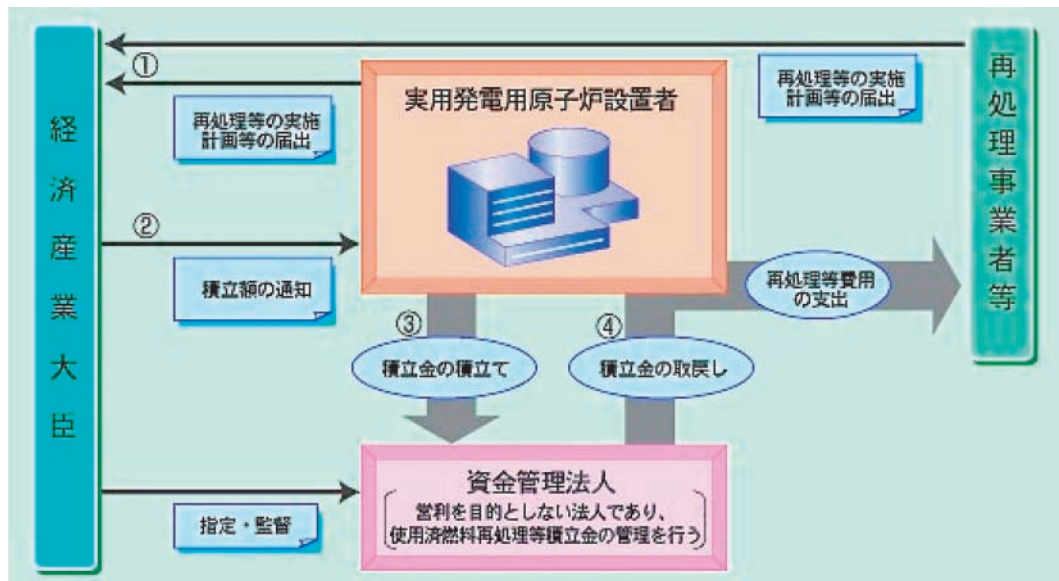 経済産業大臣
①
再処理等の実施
計画等の届出
実用発電用原子炉設置者
再処理等の実施
計画等の届出
再処理事業者等
②
積立額の通知
再処理等費用
の支出
③
積立金の積立て
④
積立金の取戻し
資金管理法人
営利を目的としない法人であり、
使用済燃料再処理等積立金の管理を行う
指定・監督